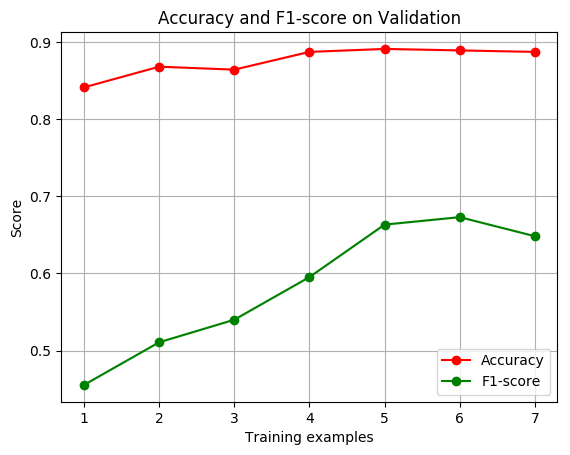 Accuracy and F1-score on Validation
0.9
0.8
0.7
0.6
0.5
Score
1 2 3 4 5 6 7
Training examples
Accuracy
F1-score